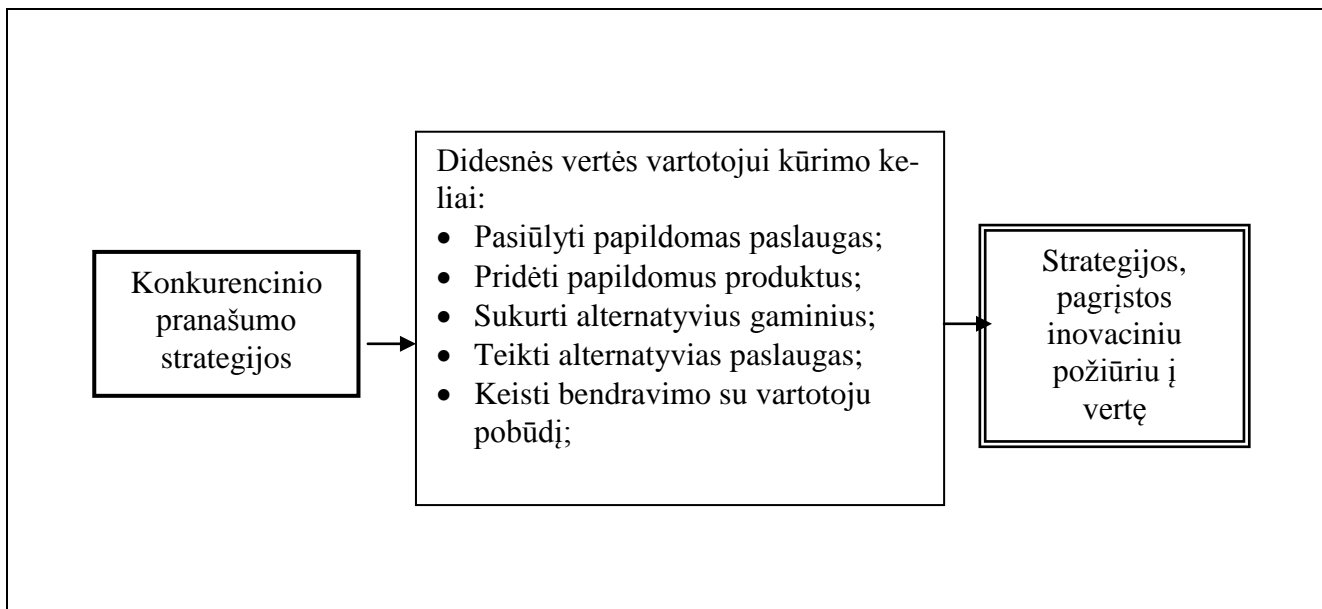 Konkurencinio
pranašumo
strategijos
Didesnės vertės vartotojui kūrimo ke-
liai:
• Pasiūlyti papildomas paslaugas;
• Pridėti papildomus produktus;
• Sukurti alternatyvius gaminius;
• Teikti alternatyvias paslaugas;
• Keisti bendravimo su vartotoju
pobūdį;
Strategijos,
pagrįstos
inovaciniu
požiūriu į
vertę